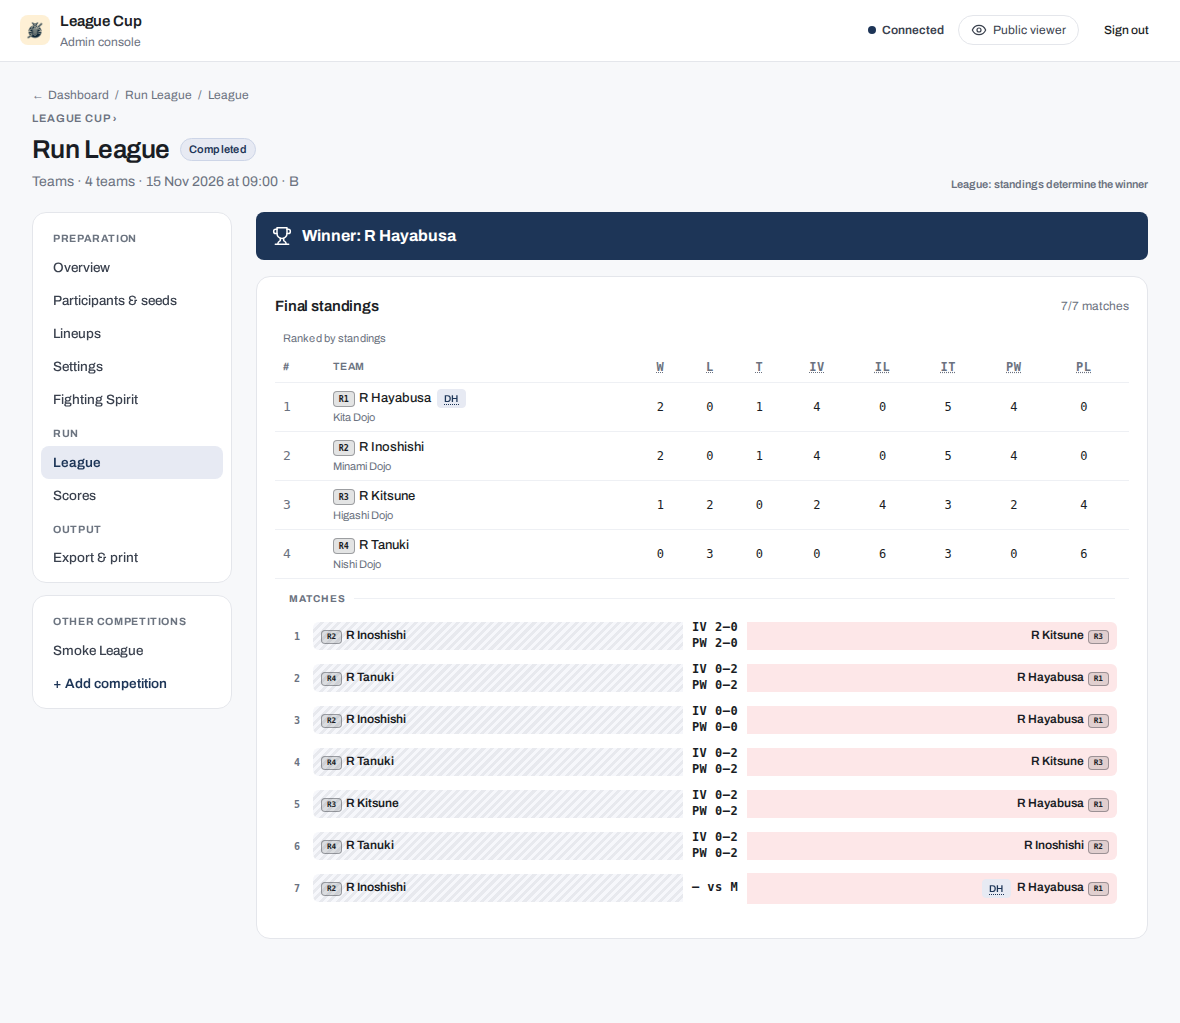 League Cup
Admin console
Connected
Public viewer
Sign out
← Dashboard / Run League / League
LEAGUE CUP ›
Run League Completed
Teams · 4 teams · 15 Nov 2026 at 09:00 · B
League: standings determine the winner
PREPARATION
Overview
Participants & seeds
Lineups
Settings
Fighting Spirit
RUN
League
Scores
OUTPUT
Export & print
OTHER COMPETITIONS
Smoke League
+ Add competition
Winner: R Hayabusa
Final standings
7/7 matches
Ranked by standings
# TEAM W L T IV IL IT PW PL
1 R1 R Hayabusa DH 2 0 1 4 0 5 4 0
Kita Dojo
2 R2 R Inoshishi 2 0 1 4 0 5 4 0
Minami Dojo
3 R3 R Kitsune 1 2 0 2 4 3 2 4
Higashi Dojo
4 R4 R Tanuki 0 3 0 0 6 3 0 6
Nishi Dojo
MATCHES
1 R2 R Inoshishi IV 2–0 PW 2–0 R Kitsune R3
2 R4 R Tanuki IV 0–2 PW 0–2 R Hayabusa R1
3 R2 R Inoshishi IV 0–0 PW 0–0 R Hayabusa R1
4 R4 R Tanuki IV 0–2 PW 0–2 R Kitsune R3
5 R3 R Kitsune IV 0–2 PW 0–2 R Hayabusa R1
6 R4 R Tanuki IV 0–2 PW 0–2 R Inoshishi R2
7 R2 R Inoshishi – vs M DH R Hayabusa R1